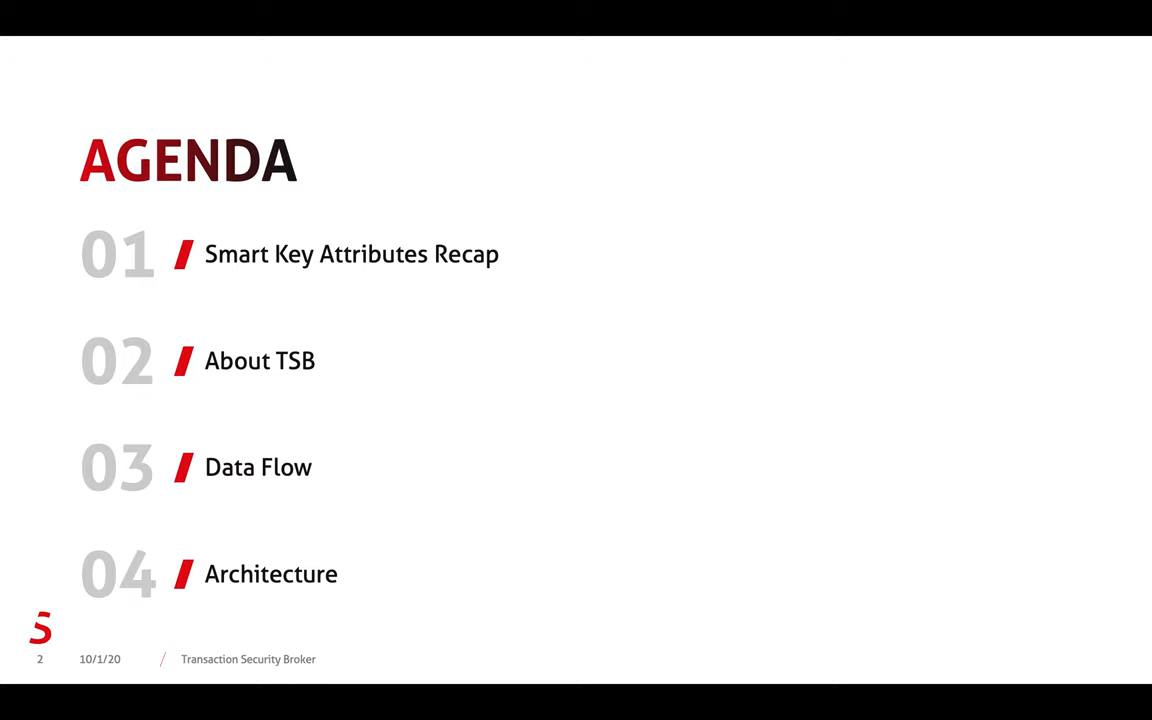 AGENDA
01 Smart Key Attributes Recap
02 About TSB
03 Data Flow
04 Architecture
S
2 10/1/20 / Transaction Security Broker